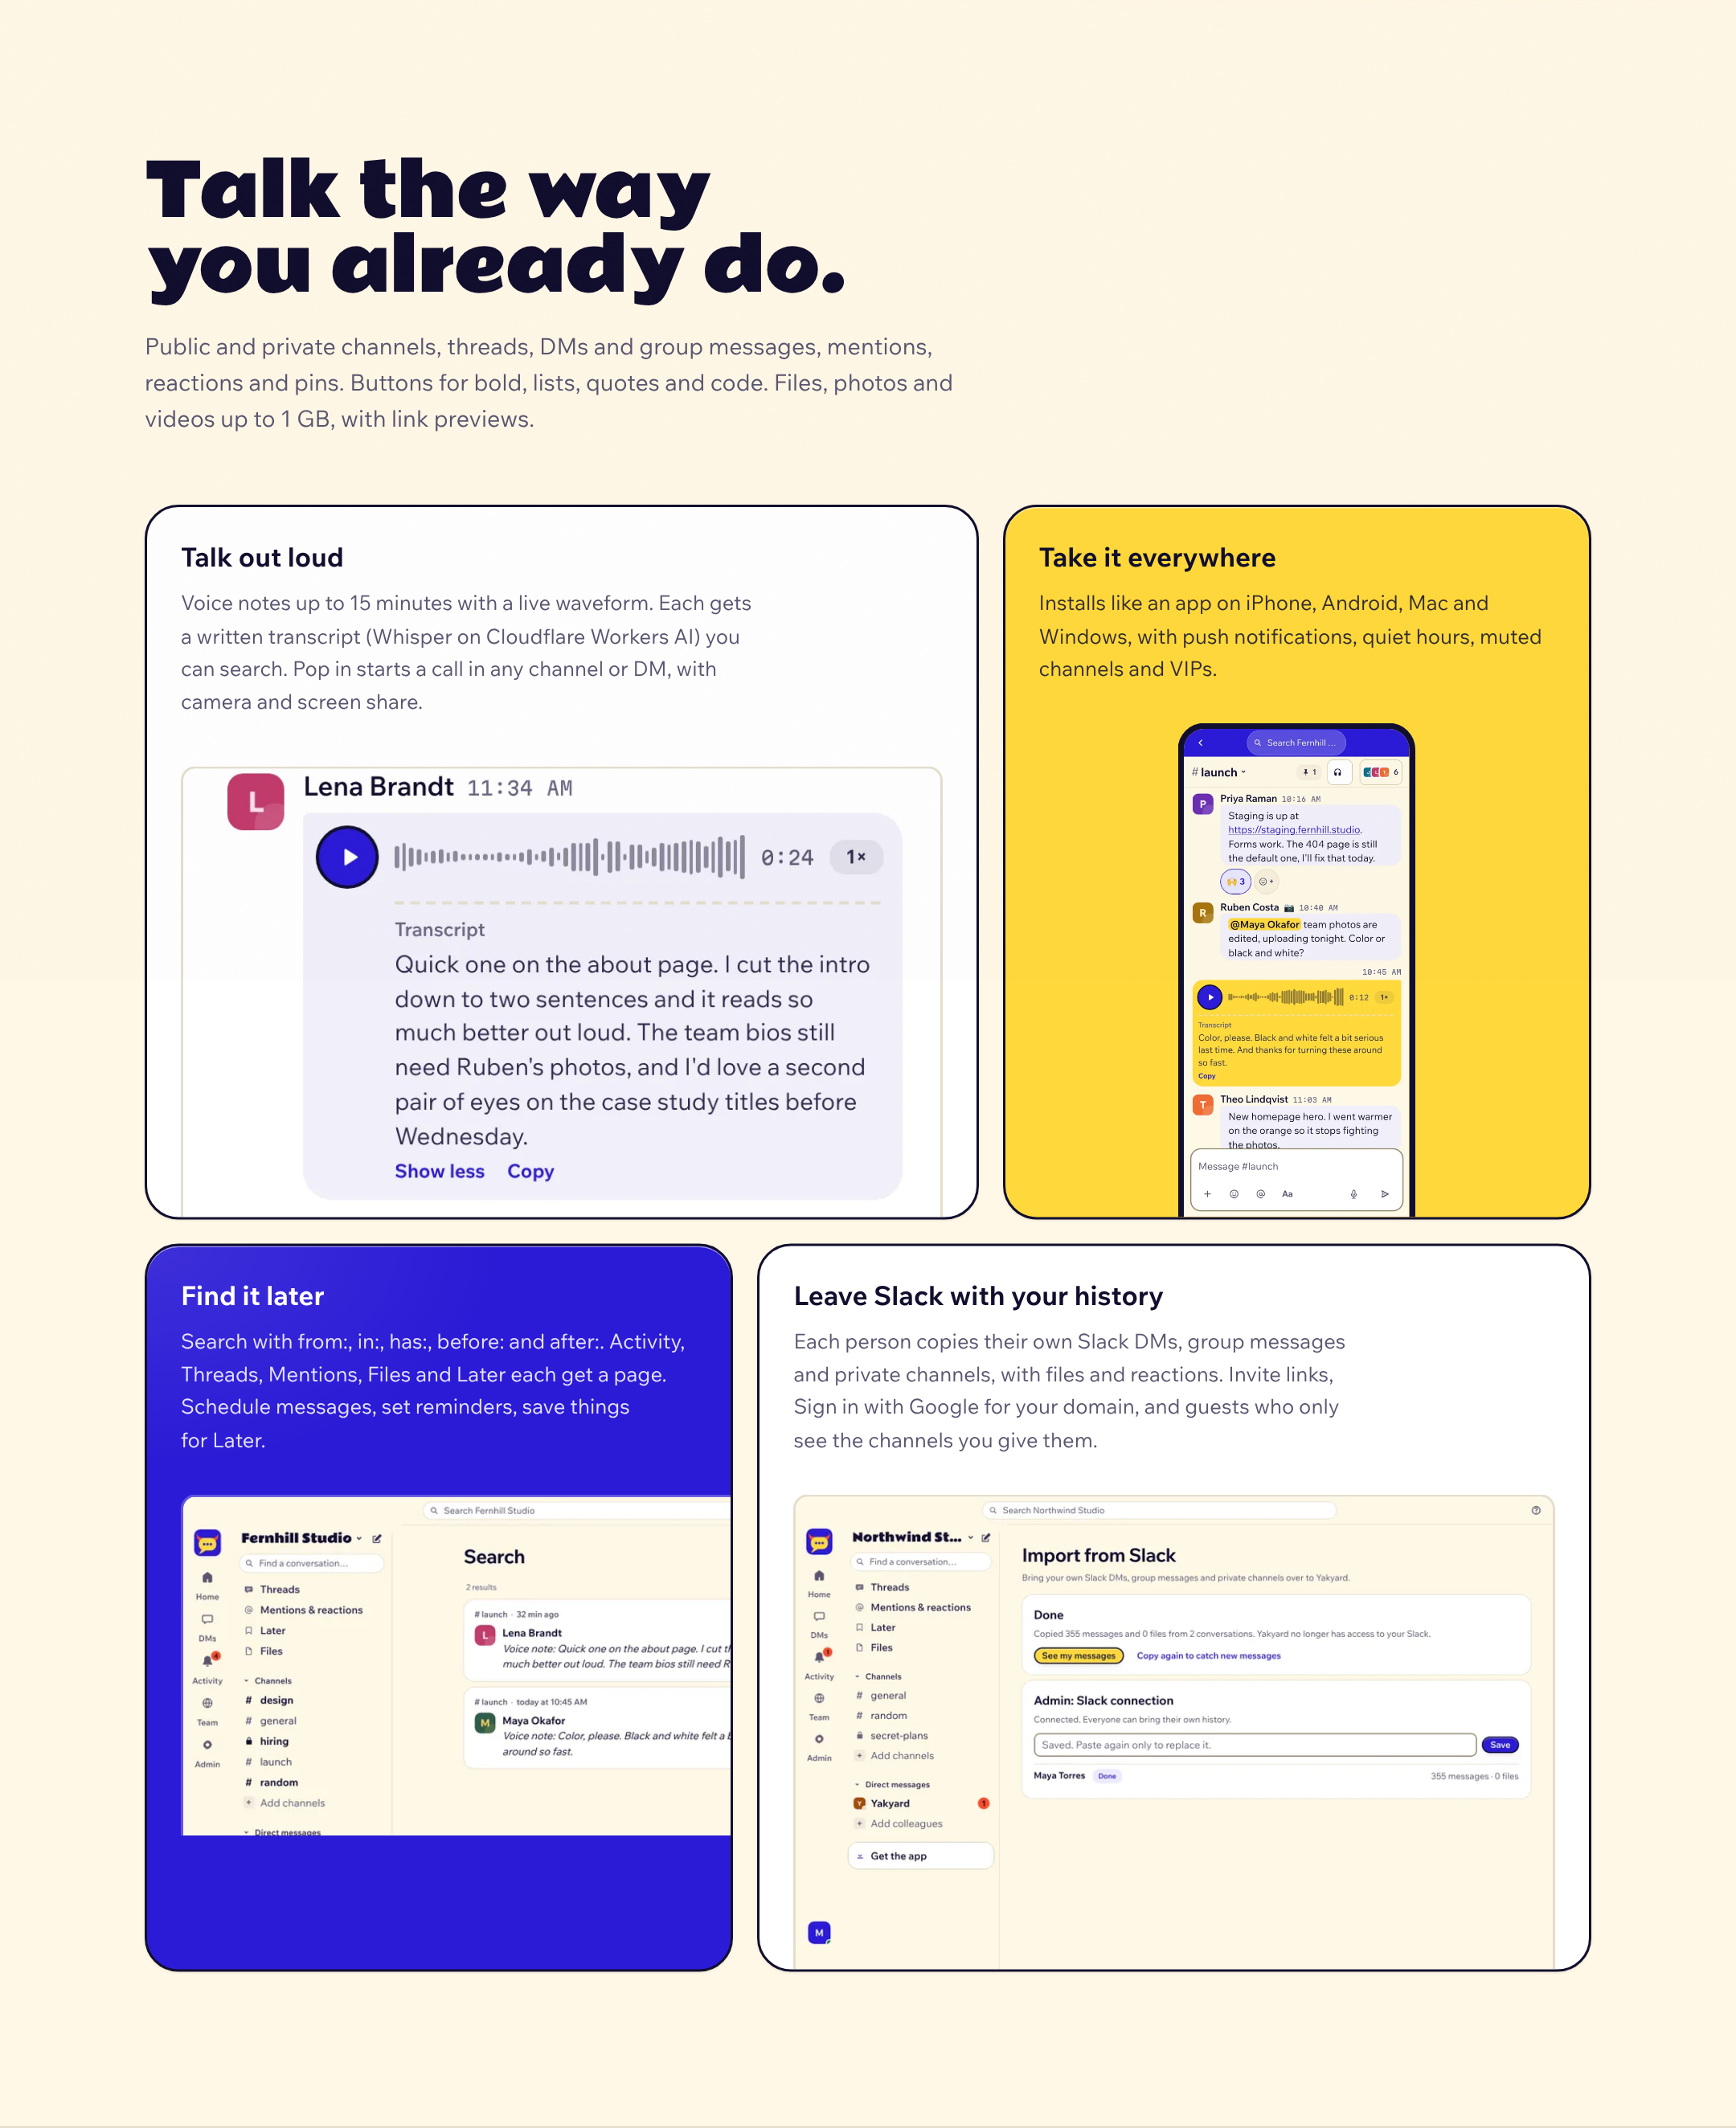 Talk the way
you already do.
Public and private channels, threads, DMs and group messages, mentions,
reactions and pins. Buttons for bold, lists, quotes and code. Files, photos and
videos up to 1 GB, with link previews.
Talk out loud
Voice notes up to 15 minutes with a live waveform. Each gets
a written transcript (Whisper on Cloudflare Workers AI) you
can search. Pop in starts a call in any channel or DM, with
camera and screen share.
L
Lena Brandt 11:34 AM
0:24 1×
Transcript
Quick one on the about page. I cut the intro
down to two sentences and it reads so
much better out loud. The team bios still
need Ruben's photos, and I'd love a second
pair of eyes on the case study titles before
Wednesday.
Show less Copy
Take it everywhere
Installs like an app on iPhone, Android, Mac and
Windows, with push notifications, quiet hours, muted
channels and VIPs.
Search Fernhill ...
# launch 1 6
P
Priya Raman 10:16 AM
Staging is up at
https://staging.fernhill.studio.
Forms work. The 404 page is still
the default one, I'll fix that today.
3
R
Ruben Costa 10:40 AM
@Maya Okafor team photos are
edited, uploading tonight. Color or
black and white?
10:45 AM
0:12 1×
Transcript
Color, please. Black and white felt a bit serious
last time. And thanks for turning these around
so fast.
Copy
T
Theo Lindqvist 11:03 AM
New homepage hero. I went warmer
on the orange so it stops fighting
the photos.
Message #launch
Aa
Find it later
Search with from:, in:, has:, before: and after:. Activity,
Threads, Mentions, Files and Later each get a page.
Schedule messages, set reminders, save things
for Later.
Search Fernhill Studio
Fernhill Studio
Find a conversation...
Home
DMs
4
Activity
Team
Admin
Threads
Mentions & reactions
Later
Files
Channels
# design
# general
hiring
# launch
# random
+ Add channels
Direct messages
Search
2 results
# launch · 32 min ago
L
Lena Brandt
Voice note: Quick one on the about page. I cut th
much better out loud. The team bios still need R
# launch · today at 10:45 AM
M
Maya Okafor
Voice note: Color, please. Black and white felt a b
around so fast.
Leave Slack with your history
Each person copies their own Slack DMs, group messages
and private channels, with files and reactions. Invite links,
Sign in with Google for your domain, and guests who only
see the channels you give them.
Search Northwind Studio
Northwind St...
Find a conversation...
Home
DMs
1
Activity
Team
Admin
M
Threads
Mentions & reactions
Later
Files
Channels
# general
# random
secret-plans
+ Add channels
Direct messages
Y Yakyard 1
+ Add colleagues
Get the app
Import from Slack
Bring your own Slack DMs, group messages and private channels over to Yakyard.
Done
Copied 355 messages and 0 files from 2 conversations. Yakyard no longer has access to your Slack.
See my messages Copy again to catch new messages
Admin: Slack connection
Connected. Everyone can bring their own history.
Saved. Paste again only to replace it. Save
Maya Torres Done 355 messages · 0 files